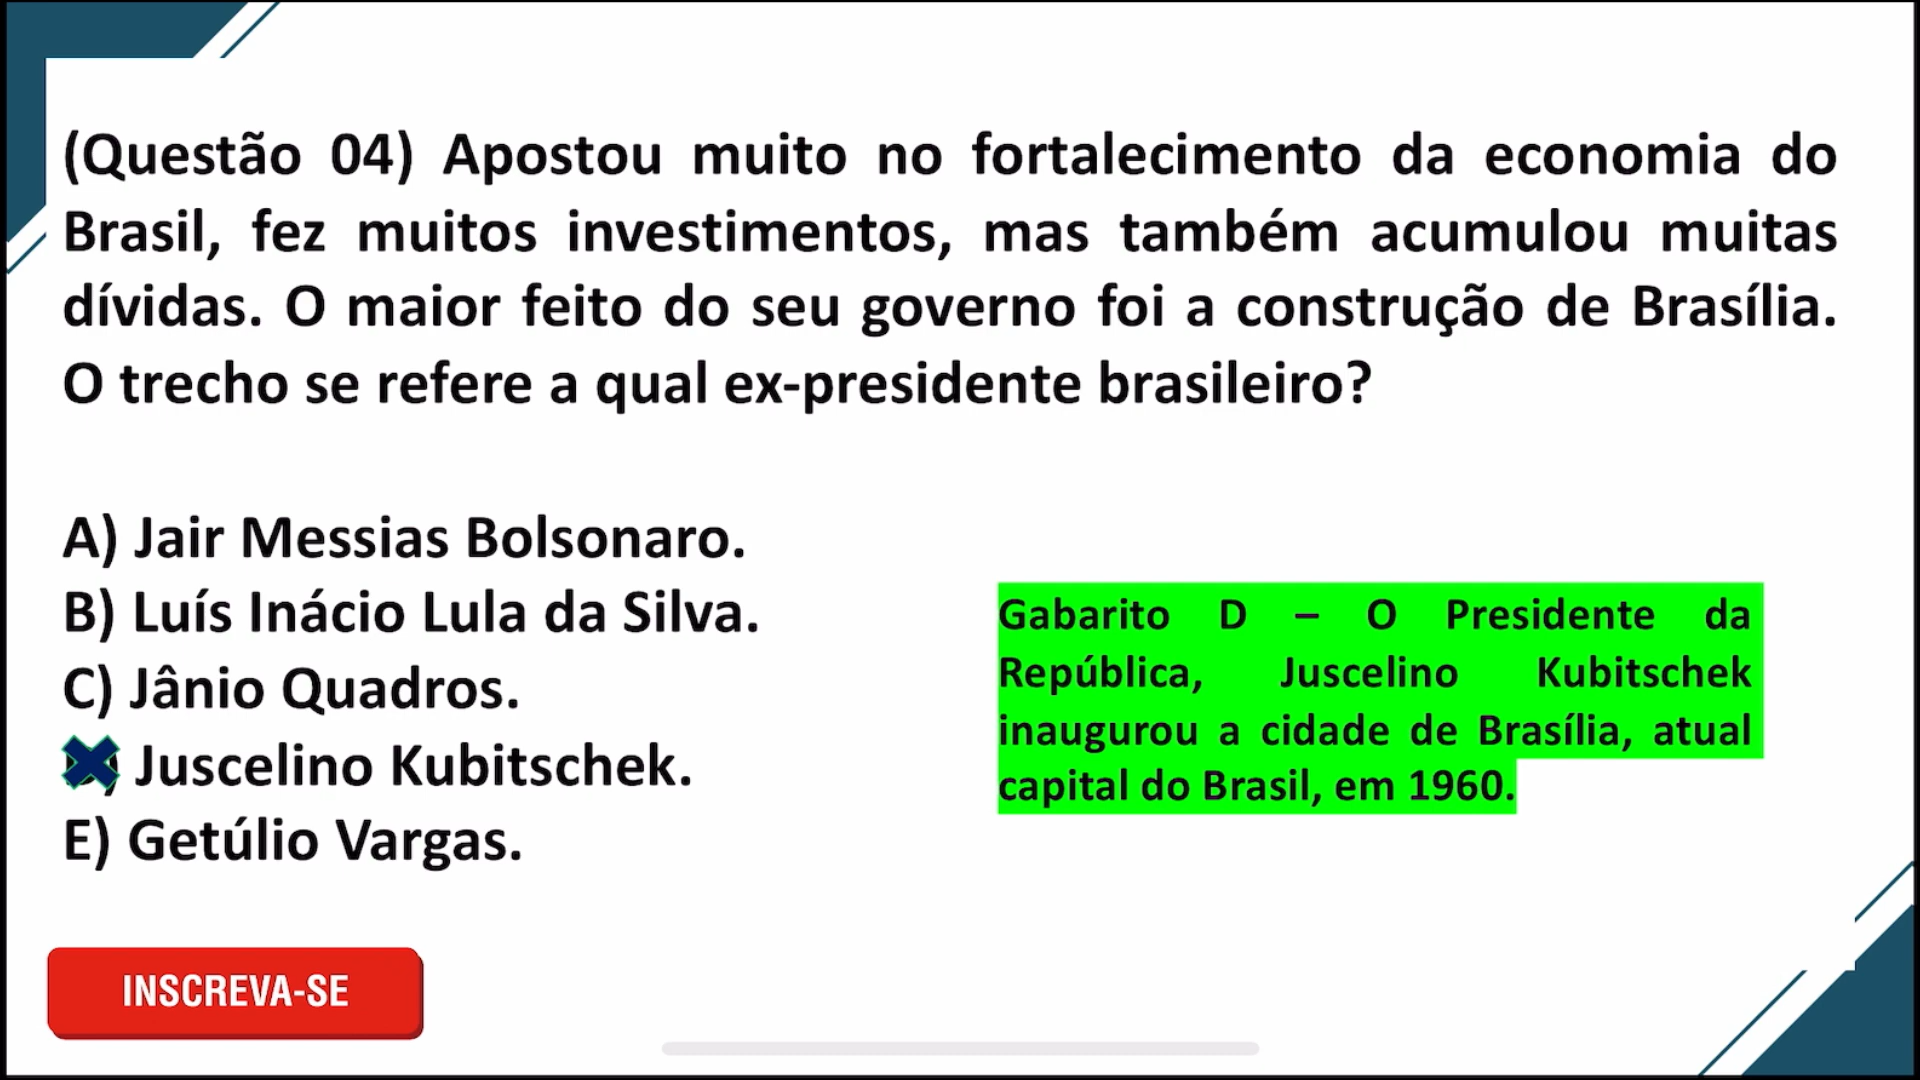 (Questão 04) Apostou muito no fortalecimento da economia do
Brasil, fez muitos investimentos, mas também acumulou muitas
dívidas. O maior feito do seu governo foi a construção de Brasília.
O trecho se refere a qual ex-presidente brasileiro?
A) Jair Messias Bolsonaro.
B) Luís Inácio Lula da Silva.
C) Jânio Quadros.
Juscelino Kubitschek.
E) Getúlio Vargas.
Gabarito D – O Presidente da
República, Juscelino Kubitschek
inaugurou a cidade de Brasília, atual
capital do Brasil, em 1960.
INSCREVA-SE